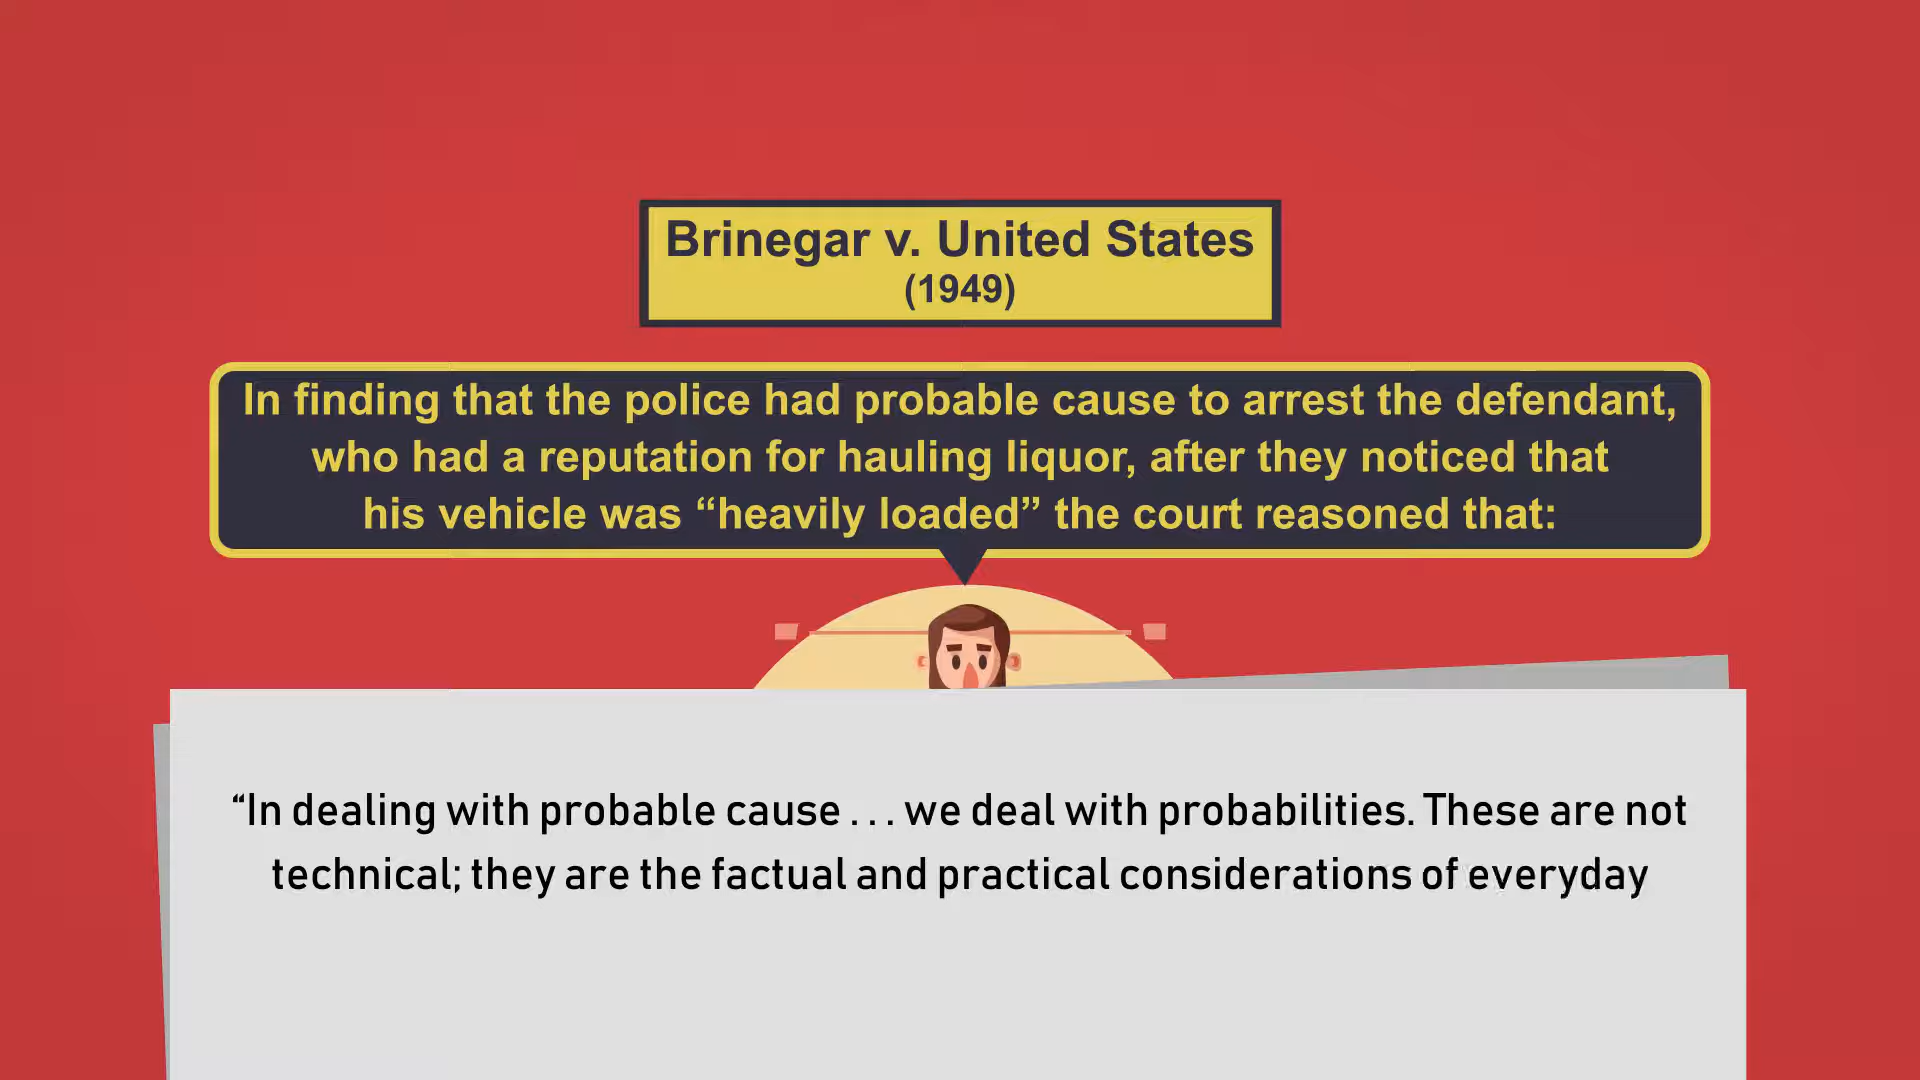 Brinegar v. United States
(1949)
In finding that the police had probable cause to arrest the defendant,
who had a reputation for hauling liquor, after they noticed that
his vehicle was “heavily loaded” the court reasoned that:
“In dealing with probable cause . . . we deal with probabilities. These are not
technical; they are the factual and practical considerations of everyday